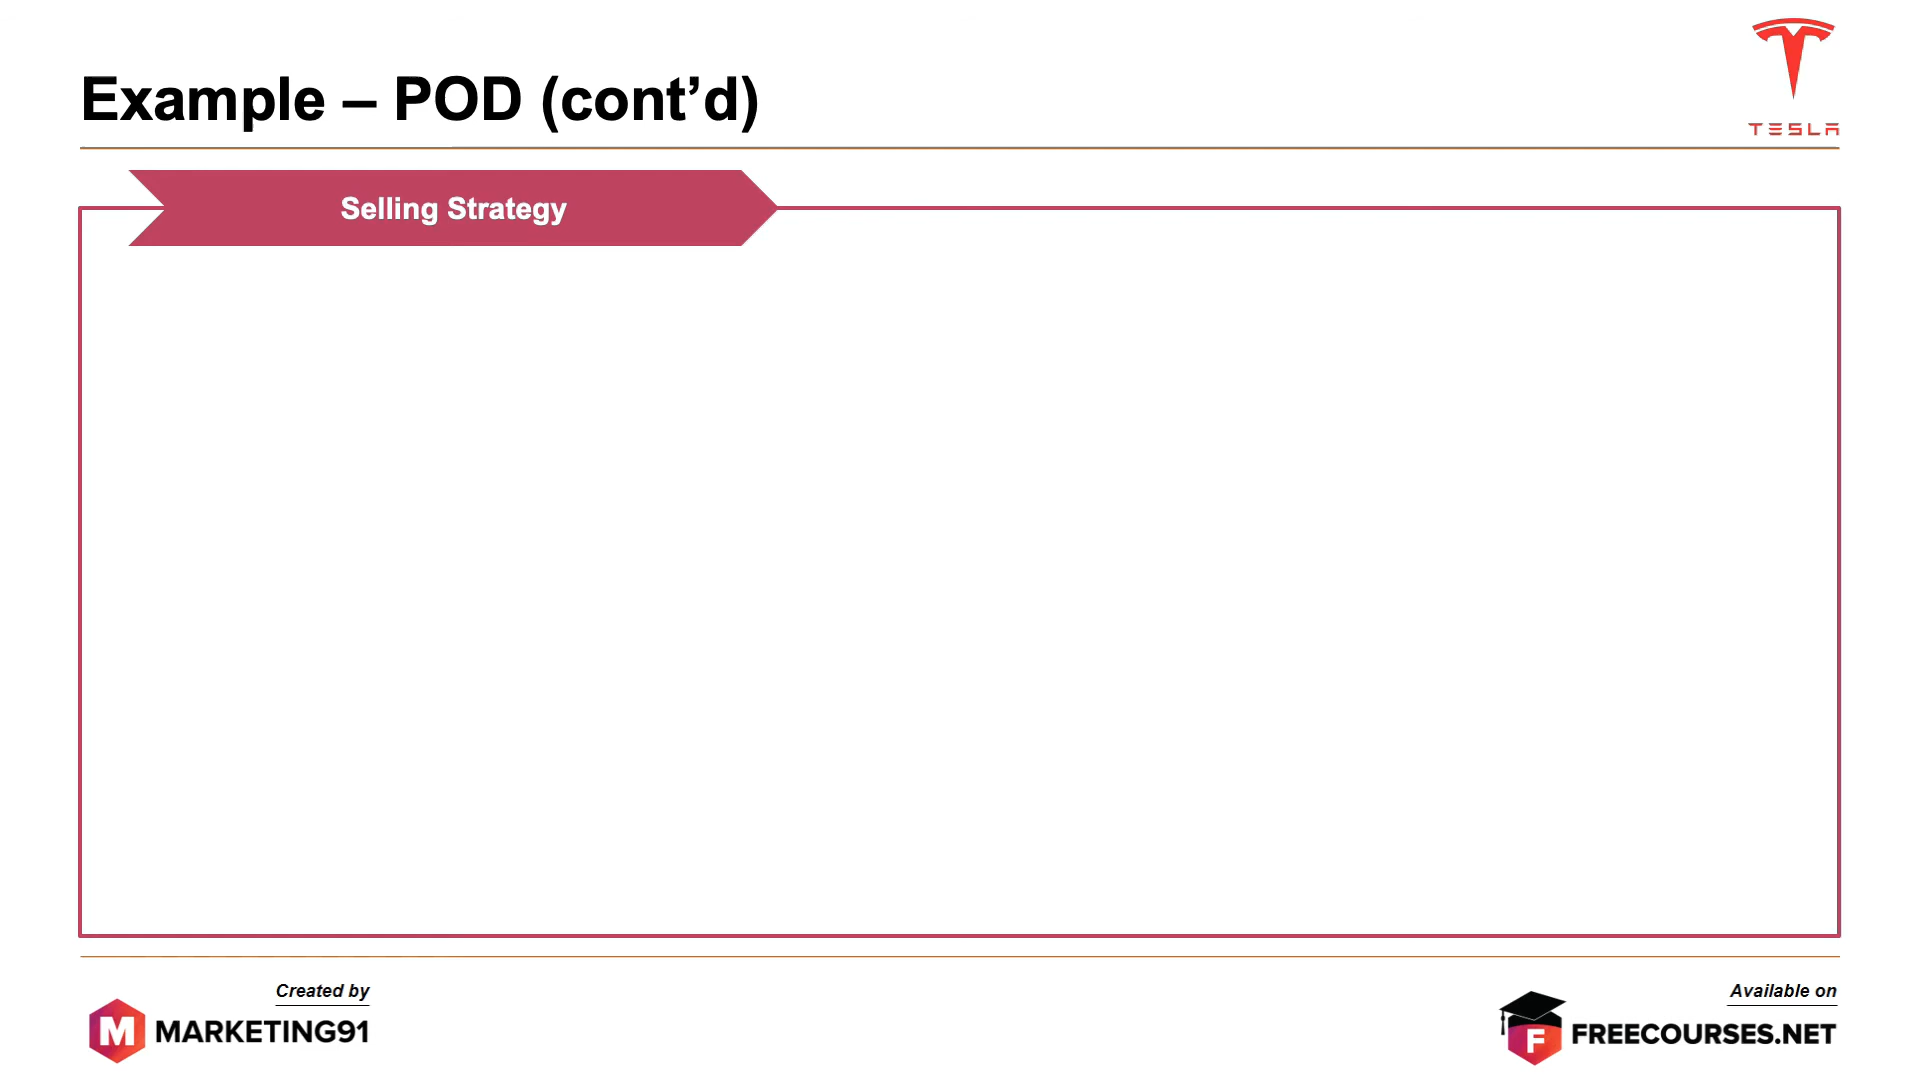 Example – POD (cont’d)
TESLA
Selling Strategy
Created by
M MARKETING91
Available on
F FREECOURSES.NET